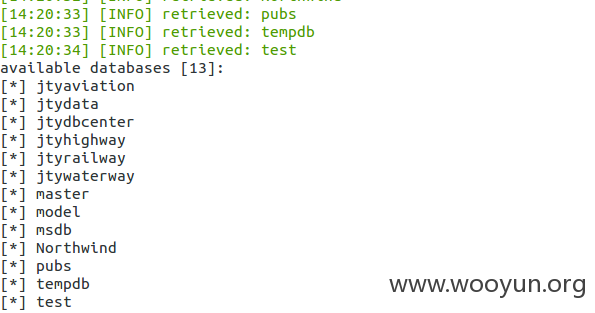 [14:20:33] [INFO] retrieved: pubs
[14:20:33] [INFO] retrieved: tempdb
[14:20:34] [INFO] retrieved: test
available databases [13]:
[*] jtyaviation
[*] jtydata
[*] jtydbcenter
[*] jtyhighway
[*] jtyrailway
[*] jtywaterway
[*] master
[*] model
[*] msdb
[*] Northwind
[*] pubs
[*] tempdb
[*] test
www.wooyun.org